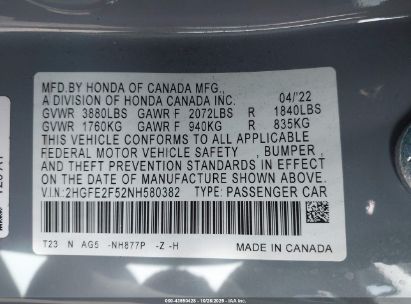 MFD.BY HONDA OF CANADA MFG.,
A DIVISION OF HONDA CANADA INC. 04/22
GVWR 3880LBS GAWR F 2072LBS R 1840LBS
GVWR 1760KG GAWR F 940KG R 835KG
THIS VEHICLE CONFORMS TO ALL APPLICABLE
FEDERAL MOTOR VEHICLE SAFETY , BUMPER ,
AND THEFT PREVENTION STANDARDS IN EFFECT
ON THE DATE OF MANUFACTURE SHOWN ABOVE.
V.I.N:2HGFE2F52NH580382 TYPE:PASSENGER CAR
T23 N AG5 -NH877P -Z -H MADE IN CANADA